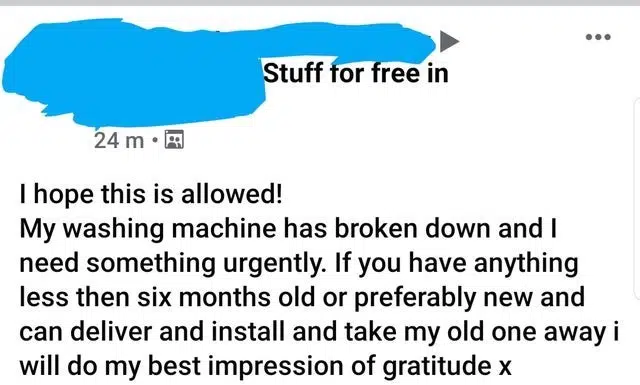 Stuff for free in
24 m •
I hope this is allowed!
My washing machine has broken down and I
need something urgently. If you have anything
less then six months old or preferably new and
can deliver and install and take my old one away i
will do my best impression of gratitude x